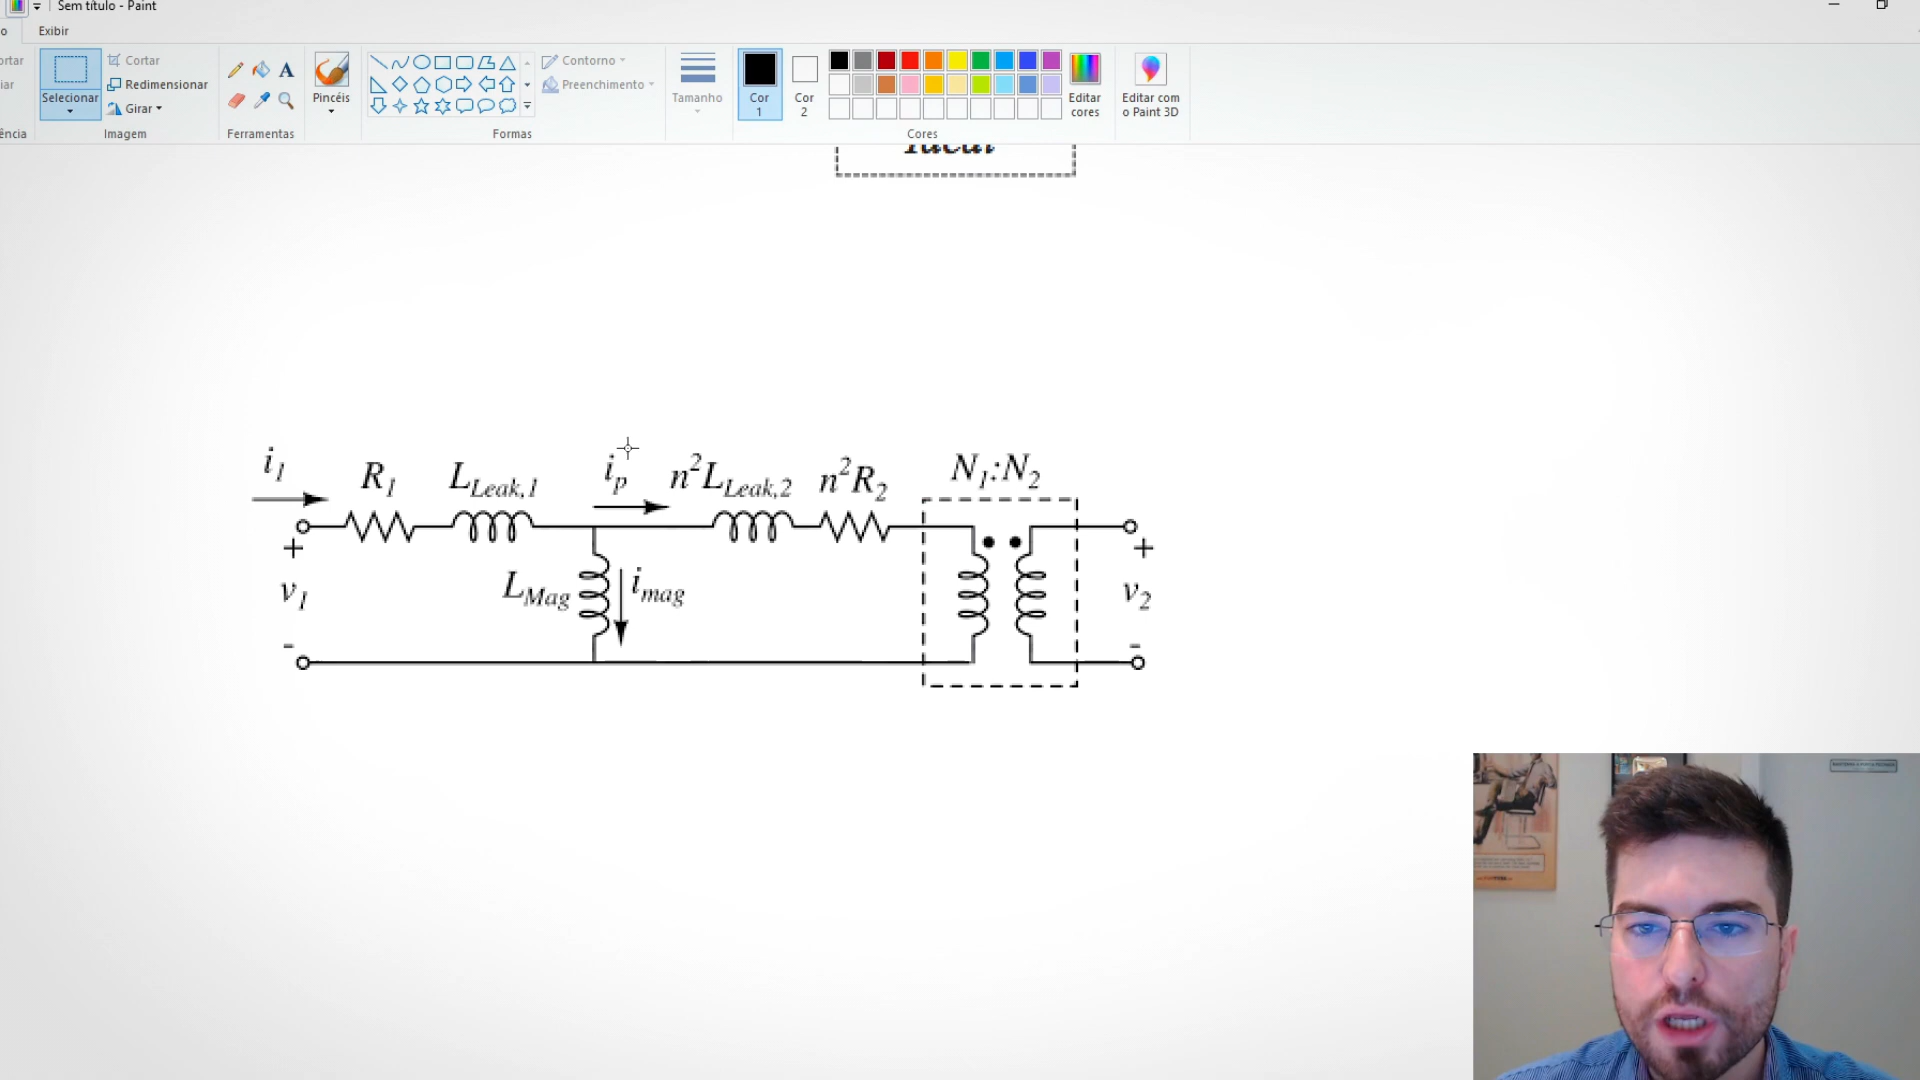 Sem título - Paint
Exibir
Cortar
Redimensionar
Girar
Selecionar
Imagem
Ferramentas
Pincéis
Formas
Contorno
Preenchimento
Tamanho
Cor 1
Cor 2
Cores
Editar cores
Editar com o Paint 3D
i1
R1
LLeak,1
ip
n²LLeak,2
n²R2
N1:N2
+
v1
-
LMag
imag
+
v2
-